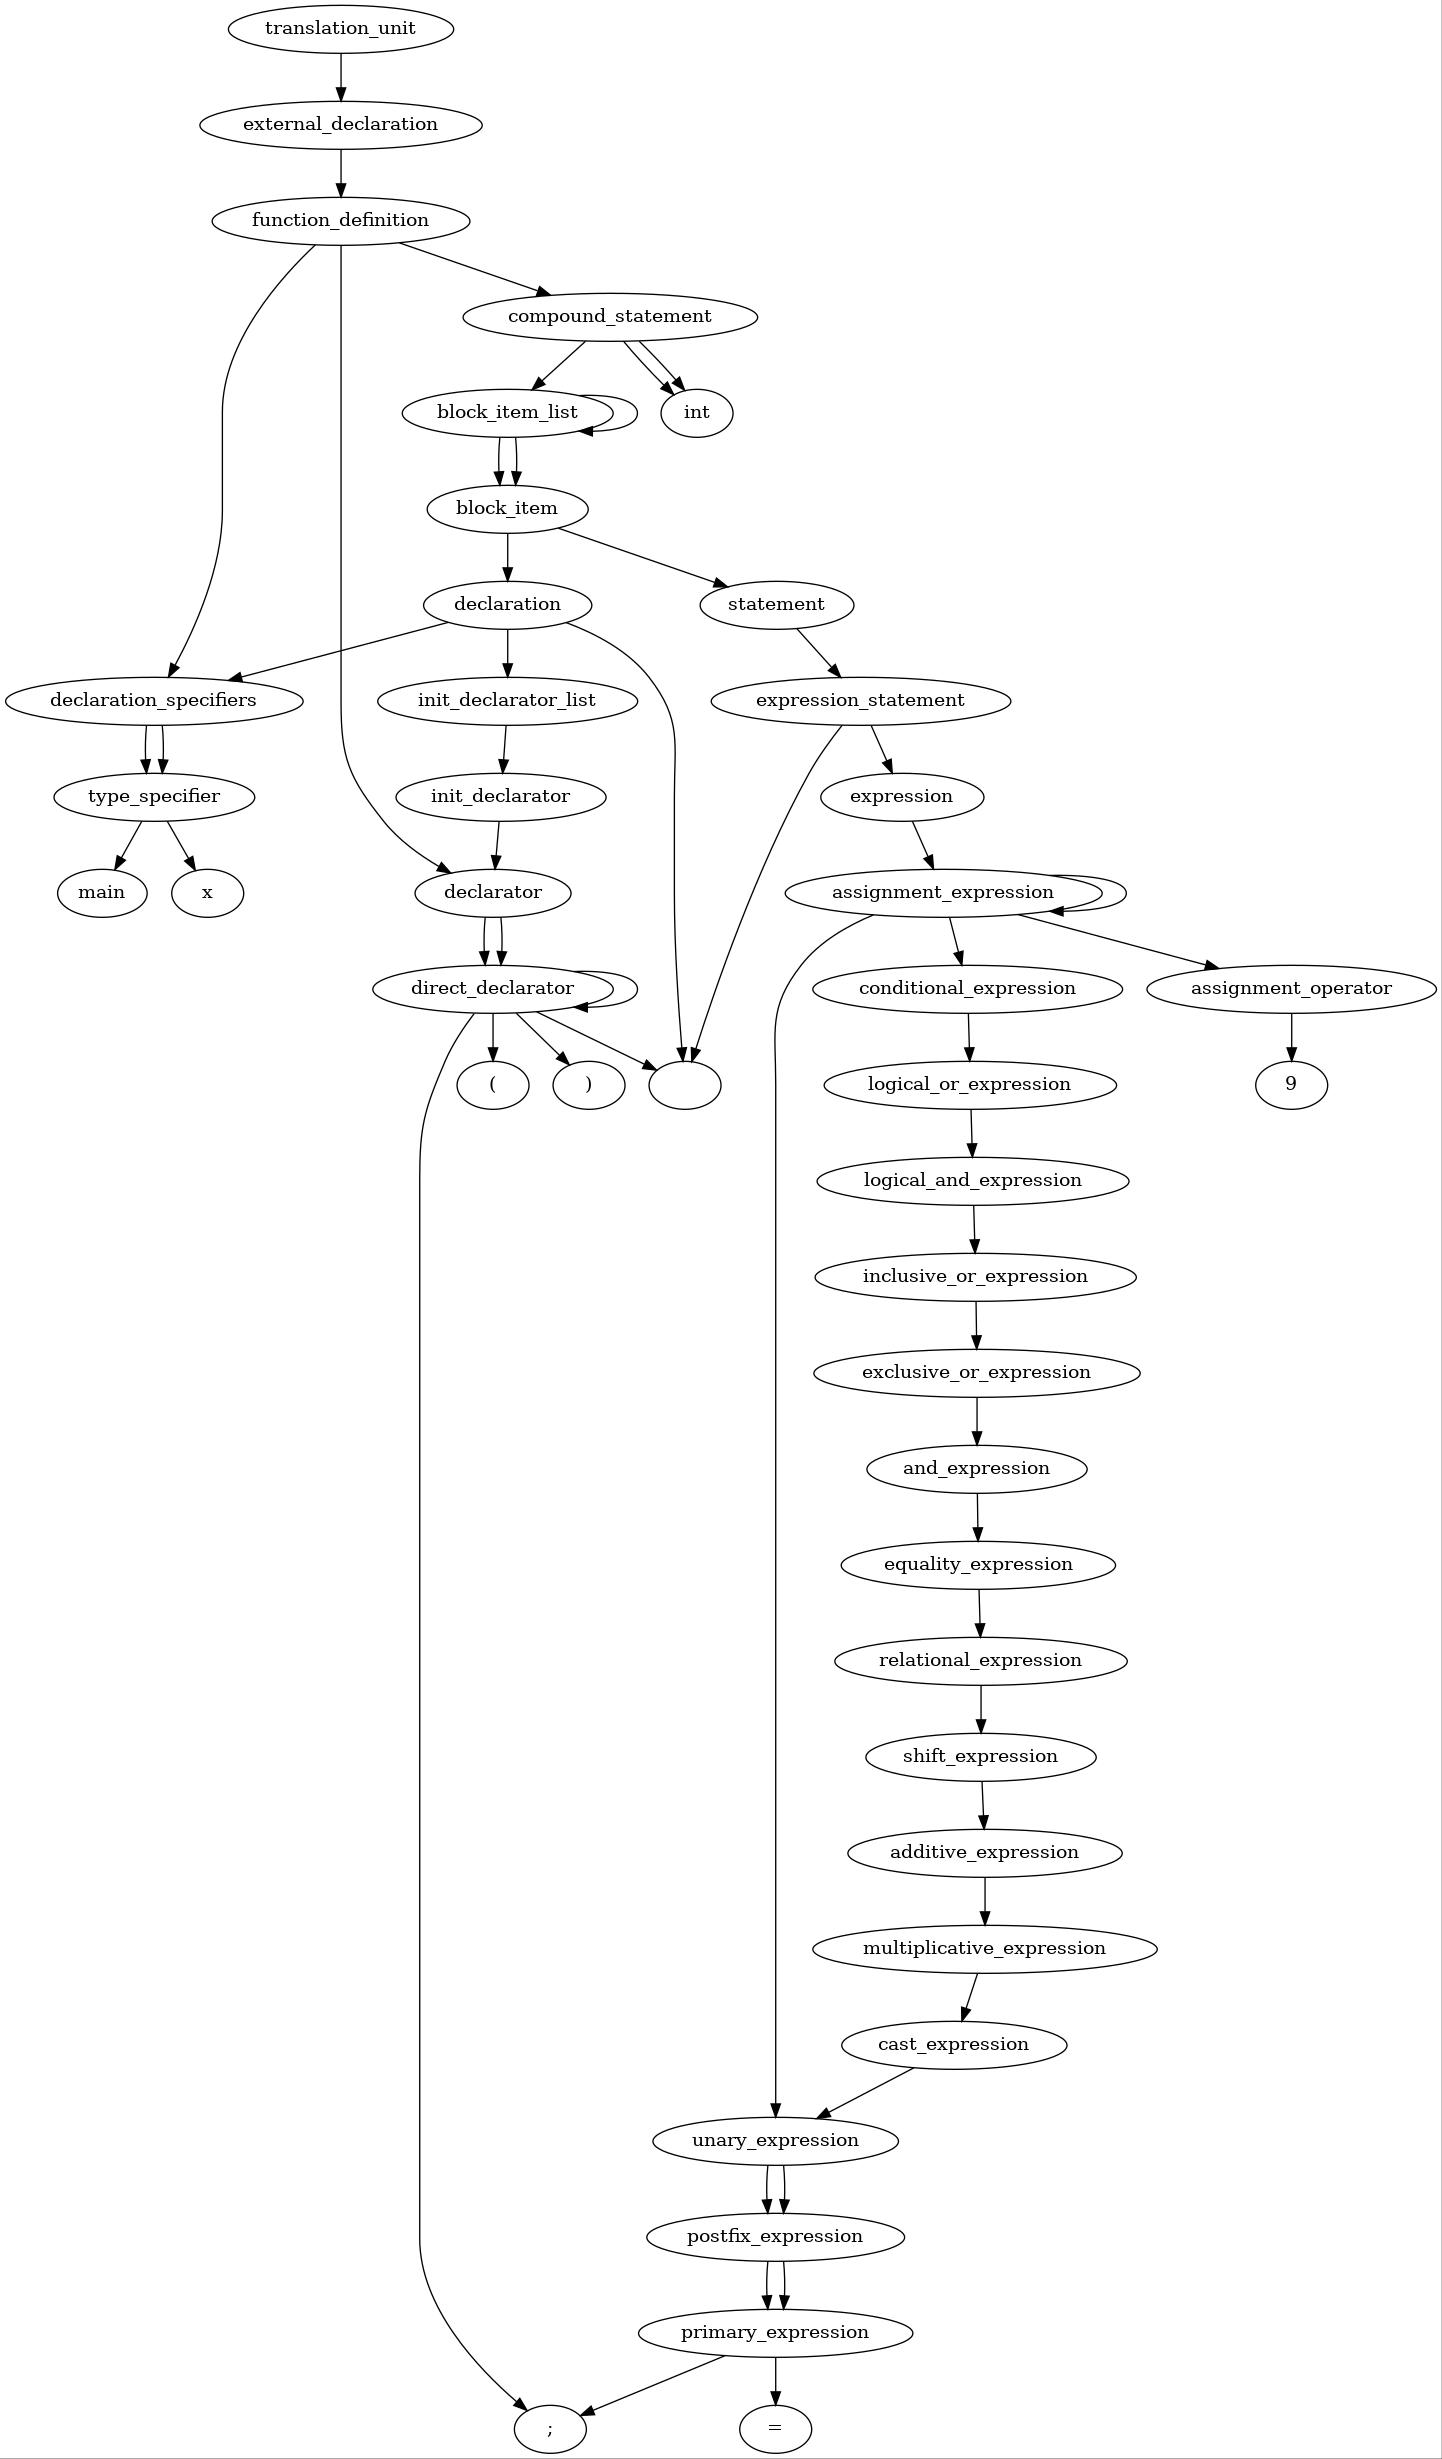 translation_unit
external_declaration
function_definition
compound_statement
block_item_list
int
block_item
declaration
statement
declaration_specifiers
init_declarator_list
expression_statement
type_specifier
init_declarator
expression
main
x
declarator
assignment_expression
direct_declarator
conditional_expression
assignment_operator
(
)
logical_or_expression
9
logical_and_expression
inclusive_or_expression
exclusive_or_expression
and_expression
equality_expression
relational_expression
shift_expression
additive_expression
multiplicative_expression
cast_expression
unary_expression
postfix_expression
primary_expression
;
=